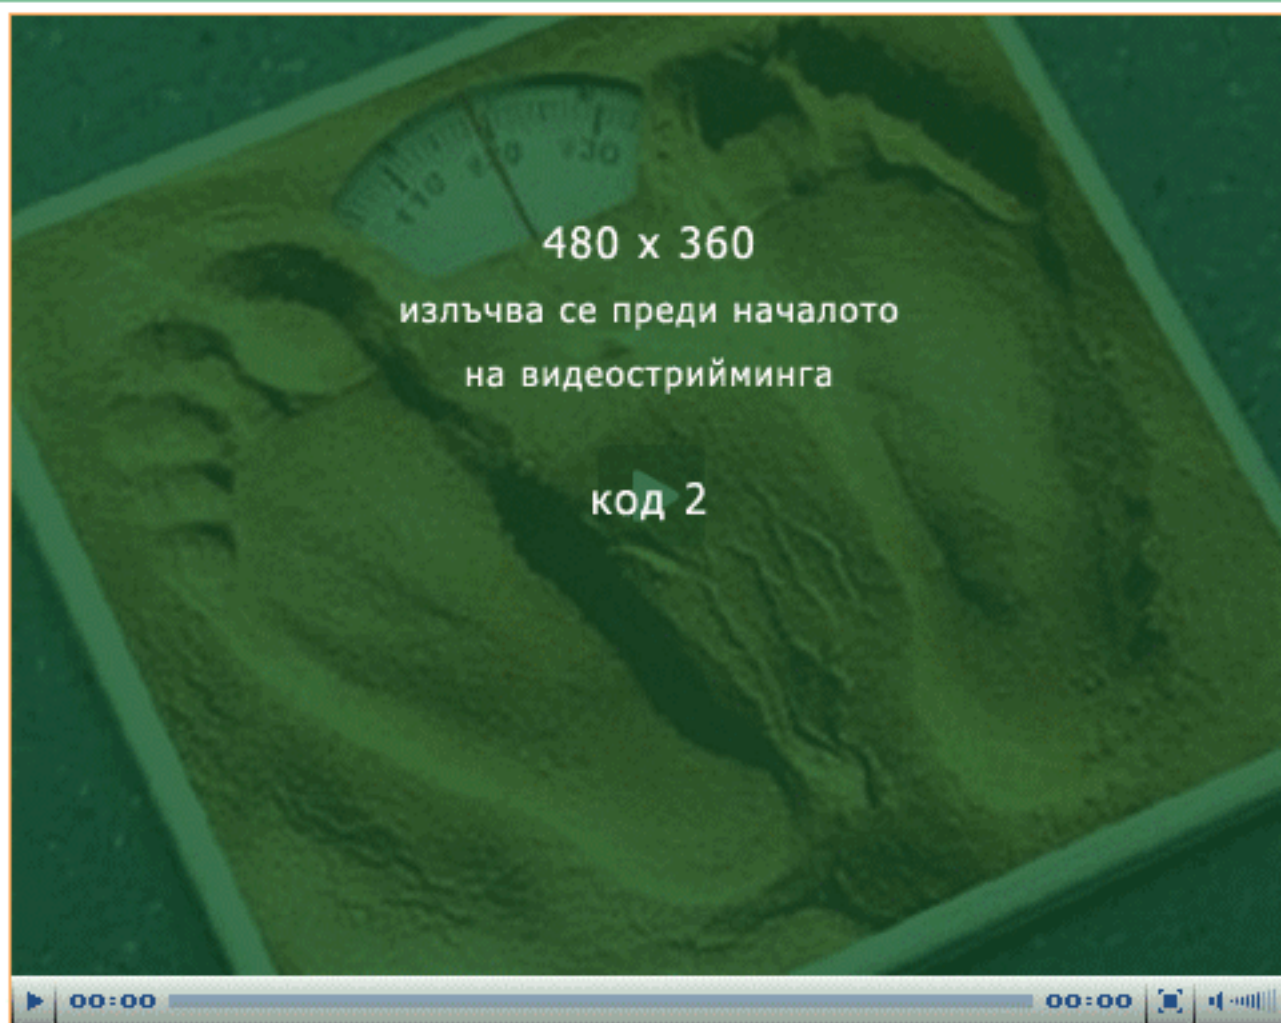 480 x 360
излъчва се преди началото
на видеострийминга
код 2
00:00 00:00